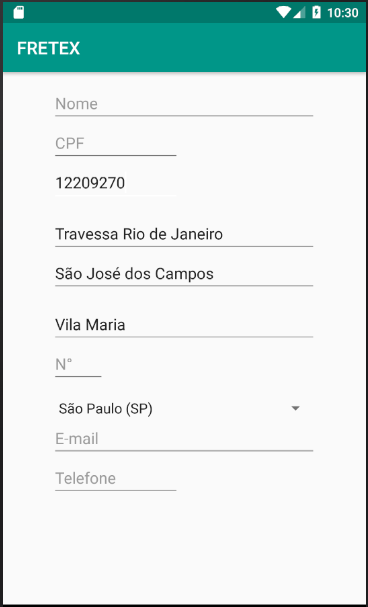 10:30
FRETEX
Nome
CPF
12209270
Travessa Rio de Janeiro
São José dos Campos
Vila Maria
N°
São Paulo (SP)
E-mail
Telefone